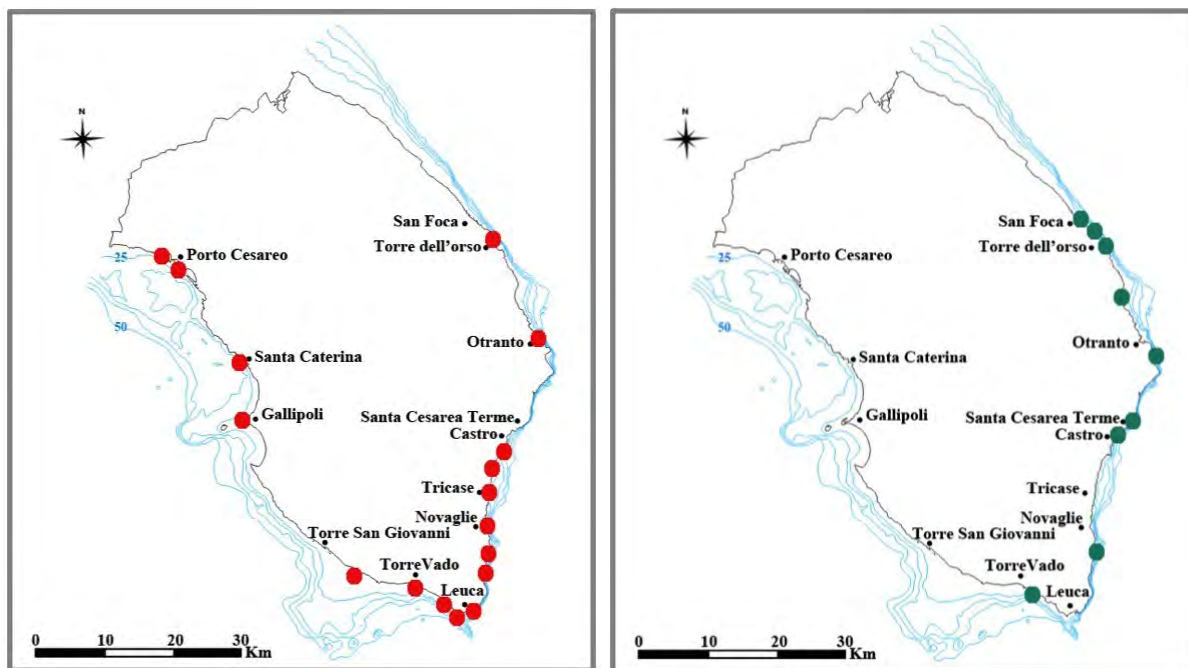 N
San Foca
Torre dell'orso
Porto Cesareo
25
50
Otranto
Santa Caterina
Gallipoli
Santa Cesarea Terme
Castro
Tricase
Novaglie
Torre San Giovanni
TorreVado
Leuca
0 10 20 30
Km
N
San Foca
Torre dell'orso
Porto Cesareo
25
50
Otranto
Santa Caterina
Gallipoli
Santa Cesarea Terme
Castro
Tricase
Novaglie
Torre San Giovanni
TorreVado
Leuca
0 10 20 30
Km